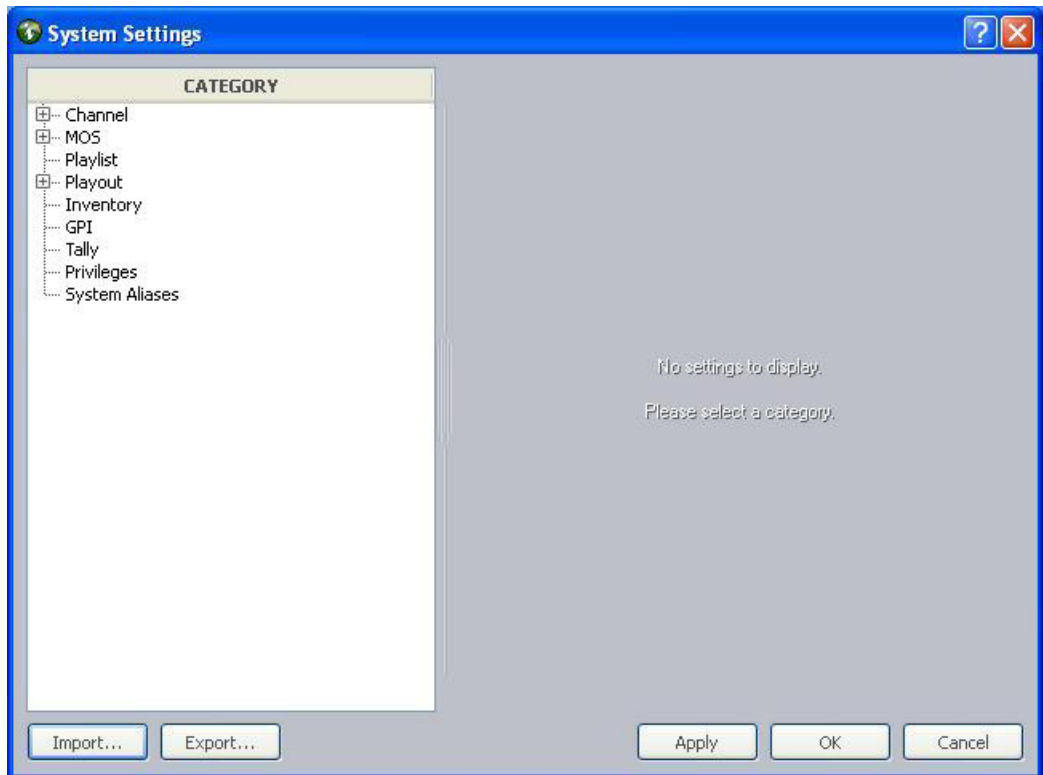 System Settings
CATEGORY
Channel
MOS
Playlist
Playout
Inventory
GPI
Tally
Privileges
System Aliases
No settings to display.
Please select a category.
Import...
Export...
Apply
OK
Cancel